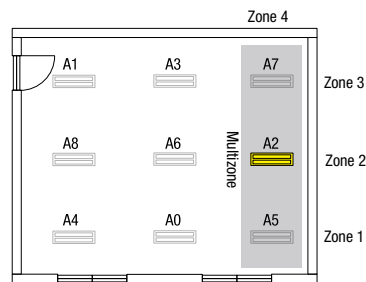 Zone 4
A1 A3 A7 Zone 3
A8 A6 A2 Zone 2
Multizone
A4 A0 A5 Zone 1